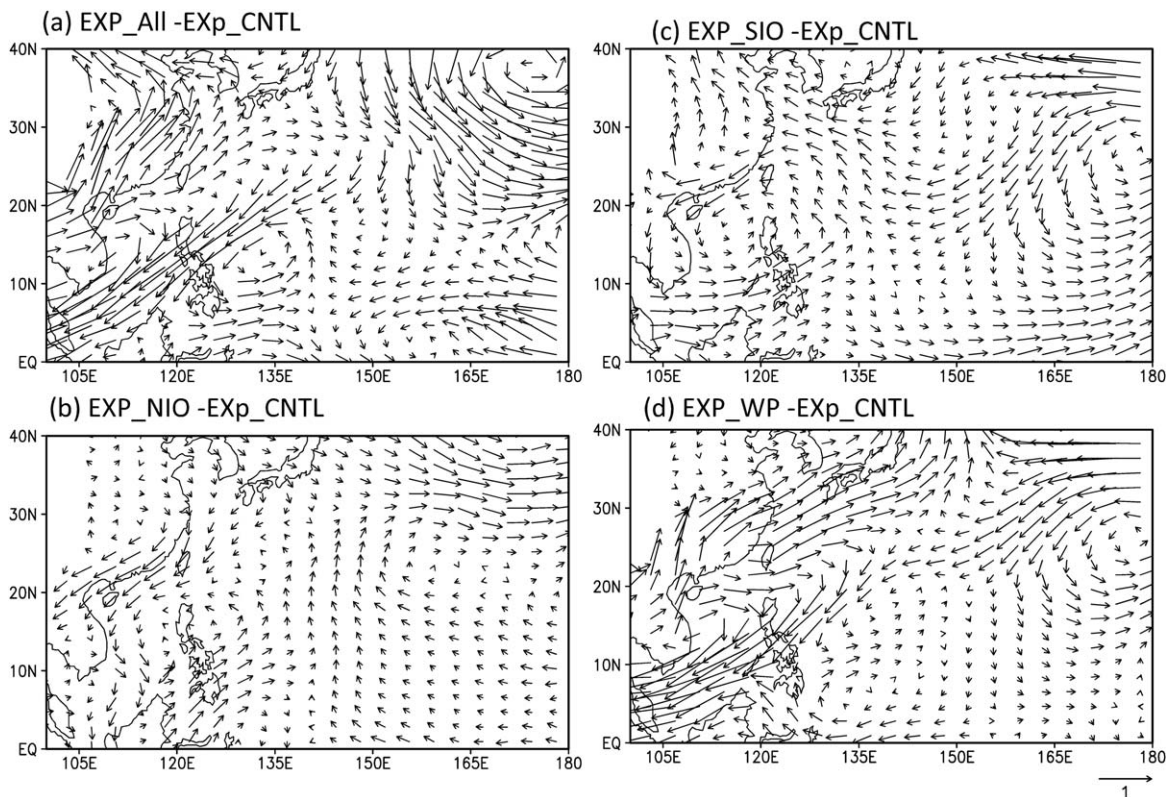 (a) EXP_All -EXp_CNTL
40N
30N
20N
10N
EQ
105E 120E 135E 150E 165E 180
(c) EXP_SIO -EXp_CNTL
40N
30N
20N
10N
EQ
105E 120E 135E 150E 165E 180
(b) EXP_NIO -EXp_CNTL
40N
30N
20N
10N
EQ
105E 120E 135E 150E 165E 180
(d) EXP_WP -EXp_CNTL
40N
30N
20N
10N
EQ
105E 120E 135E 150E 165E 180
1